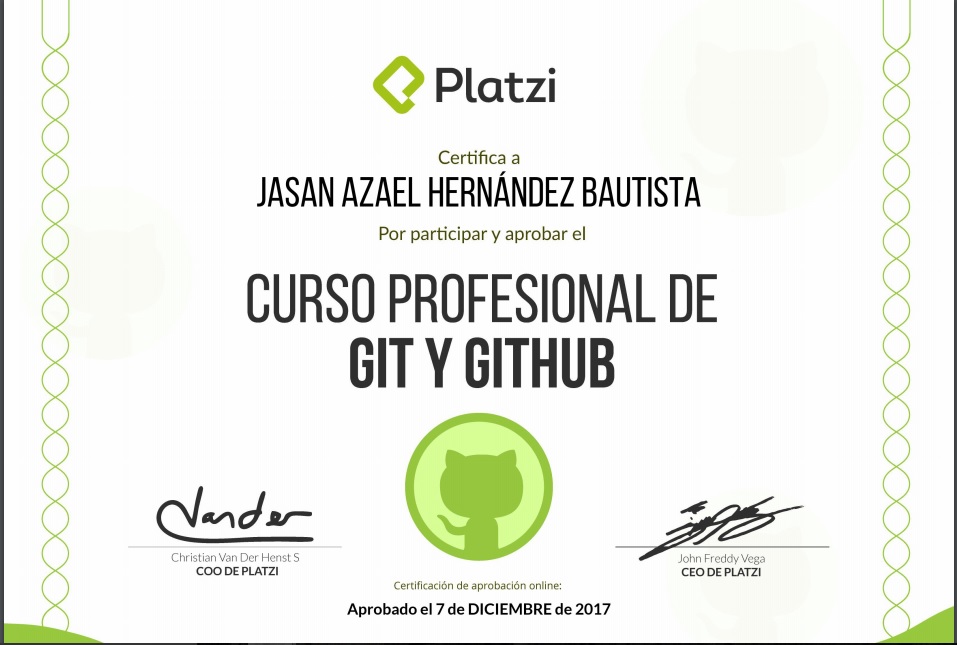 Platzi
Certifica a
JASAN AZAEL HERNÁNDEZ BAUTISTA
Por participar y aprobar el
CURSO PROFESIONAL DE
GIT Y GITHUB
Vander
Christian Van Der Henst S
COO DE PLATZI
John Freddy Vega
CEO DE PLATZI
Certificación de aprobación online:
Aprobado el 7 de DICIEMBRE de 2017